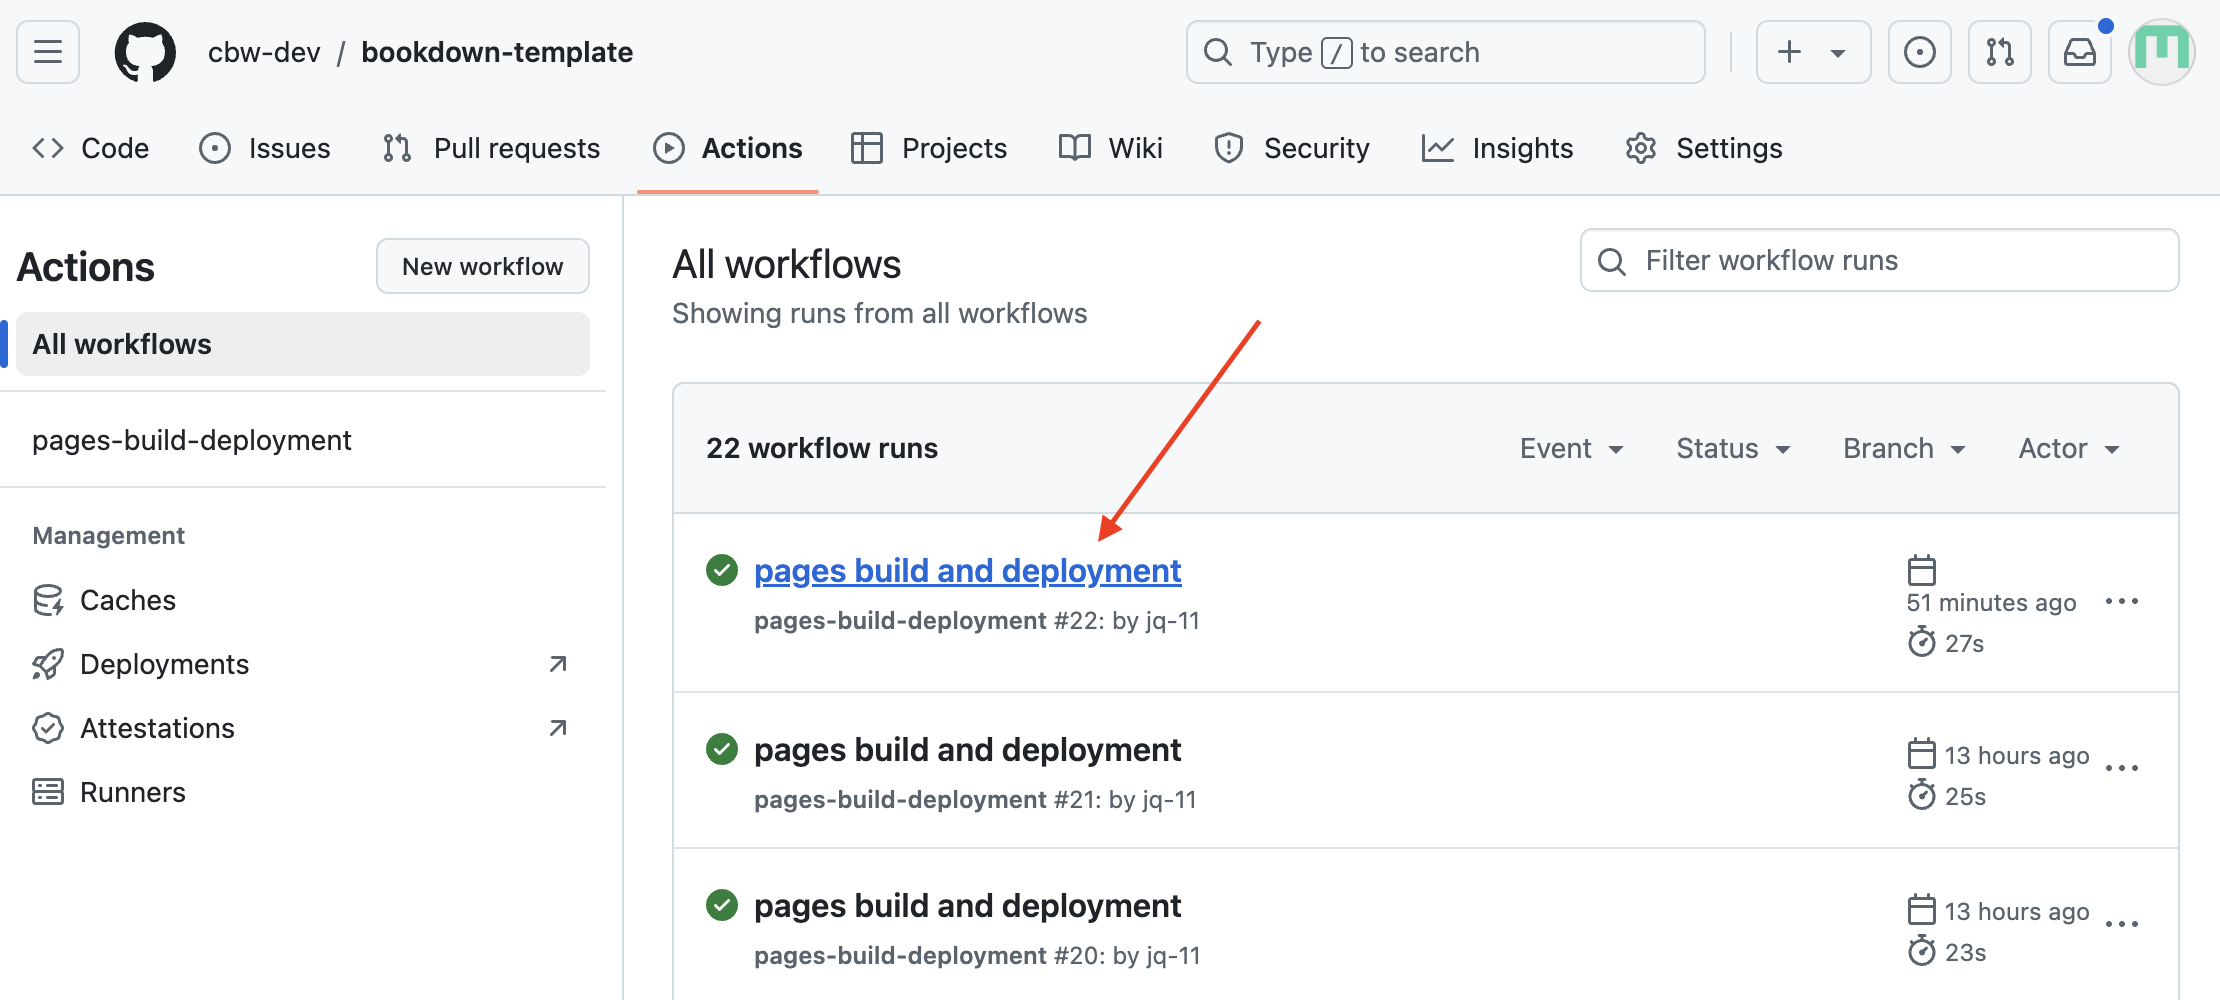 cbw-dev / bookdown-template
Type / to search
Code Issues Pull requests Actions Projects Wiki Security Insights Settings
Actions
New workflow
All workflows
pages-build-deployment
Management
Caches
Deployments
Attestations
Runners
All workflows
Showing runs from all workflows
Filter workflow runs
22 workflow runs
Event Status Branch Actor
pages build and deployment
pages-build-deployment #22: by jq-11
51 minutes ago
27s
pages build and deployment
pages-build-deployment #21: by jq-11
13 hours ago
25s
pages build and deployment
pages-build-deployment #20: by jq-11
13 hours ago
23s